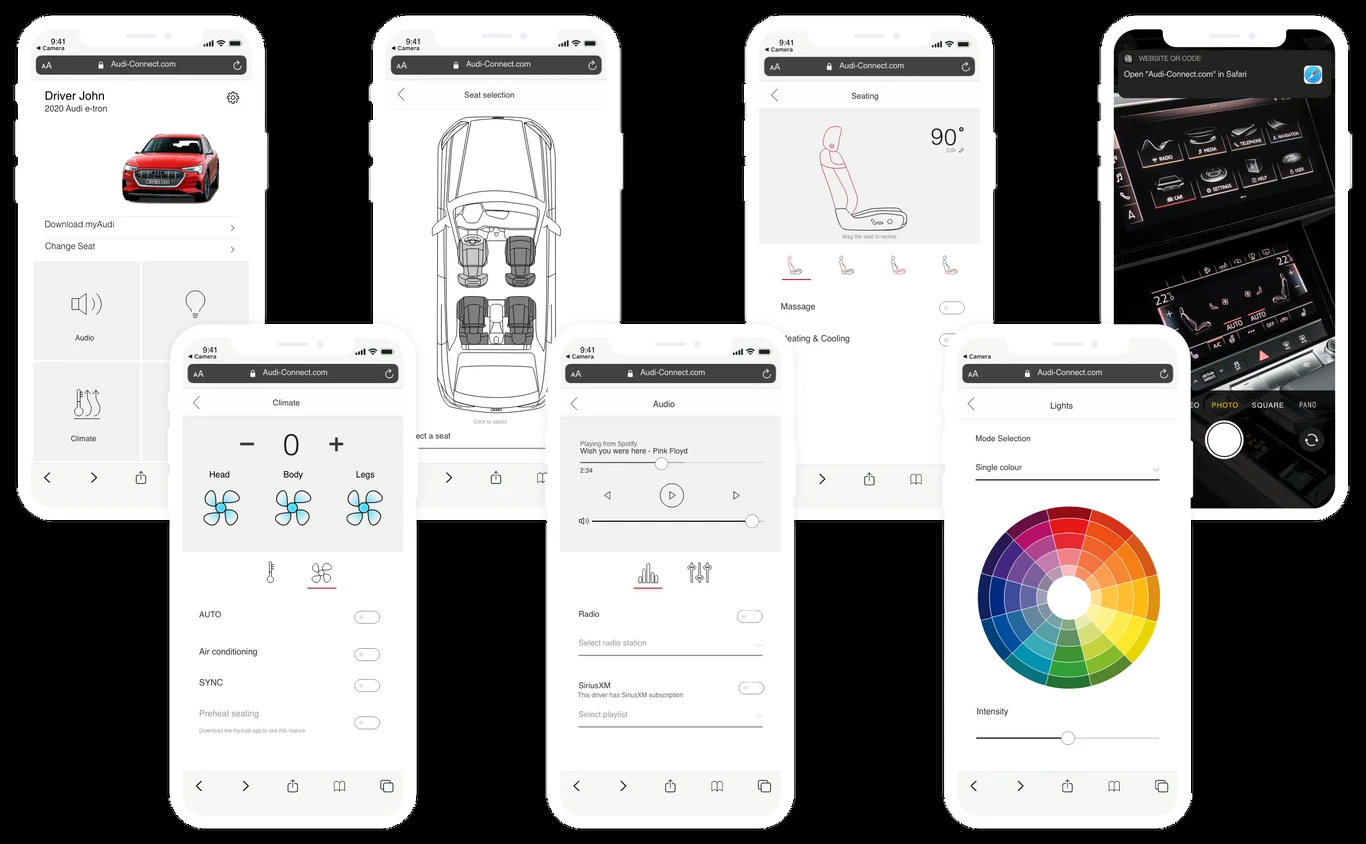 9:41
Camera
AA Audi-Connect.com
Driver John
2020 Audi e-tron
Download myAudi
Change Seat
Audio
Climate
9:41
Camera
AA Audi-Connect.com
Seat selection
Click to select
ect a seat
9:41
Camera
AA Audi-Connect.com
Seating
90°
Edit
drag the seat to recline
Massage
eating & Cooling
WEBSITE QR CODE
Open "Audi-Connect.com" in Safari
RADIO
MEDIA
TELEPHONE
NAVIGATION
CAR
SETTINGS
HELP
USER
22
22
AUTO
AUTO
A/C
OFF
EO PHOTO SQUARE PANO
9:41
Camera
AA Audi-Connect.com
Climate
− 0 +
Head Body Legs
AUTO
Air conditioning
SYNC
Preheat seating
Download the myAudi app to use this feature
9:41
Camera
AA Audi-Connect.com
Audio
Playing from Spotify
Wish you were here - Pink Floyd
2:34
Radio
Select radio station
SiriusXM
This driver has SiriusXM subscription
Select playlist
Camera
AA Audi-Connect.com
Lights
Mode Selection
Single colour
Intensity